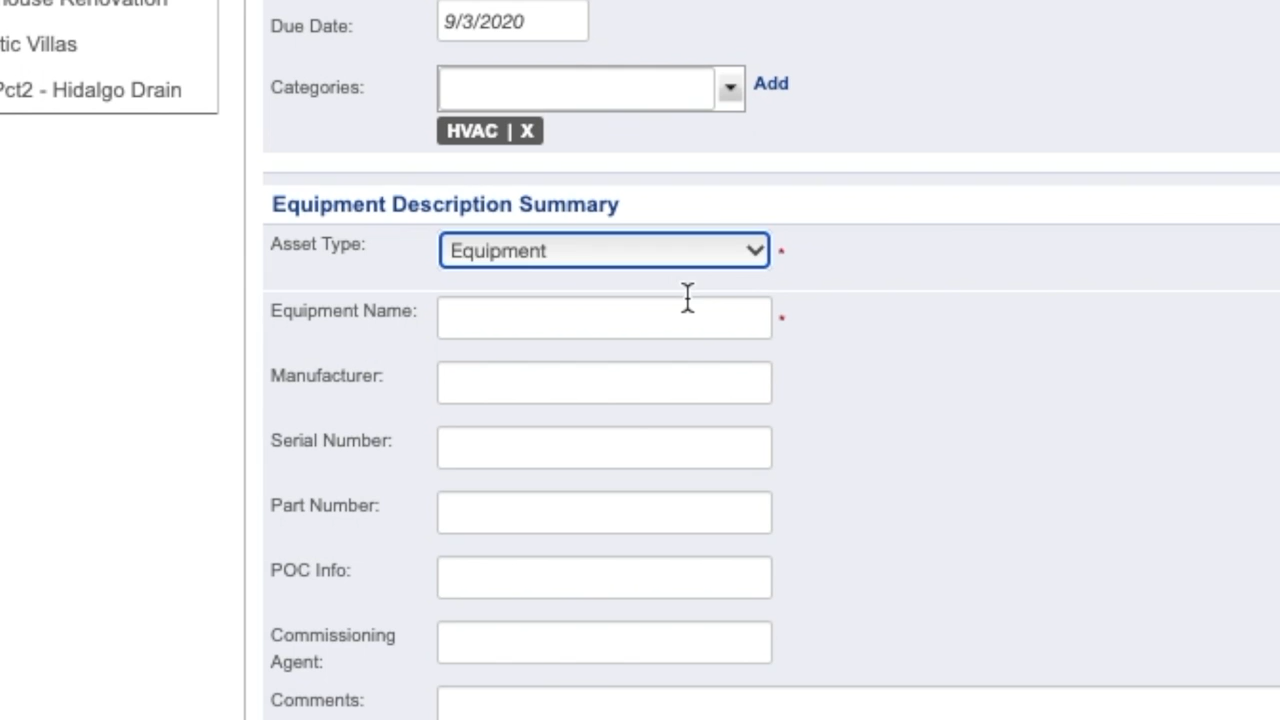 Renovation
Due Date: 9/3/2020
tic Villas
Categories: Add
Pct2 - Hidalgo Drain
HVAC | X
Equipment Description Summary
Asset Type: Equipment *
Equipment Name: *
Manufacturer:
Serial Number:
Part Number:
POC Info:
Commissioning
Agent:
Comments: